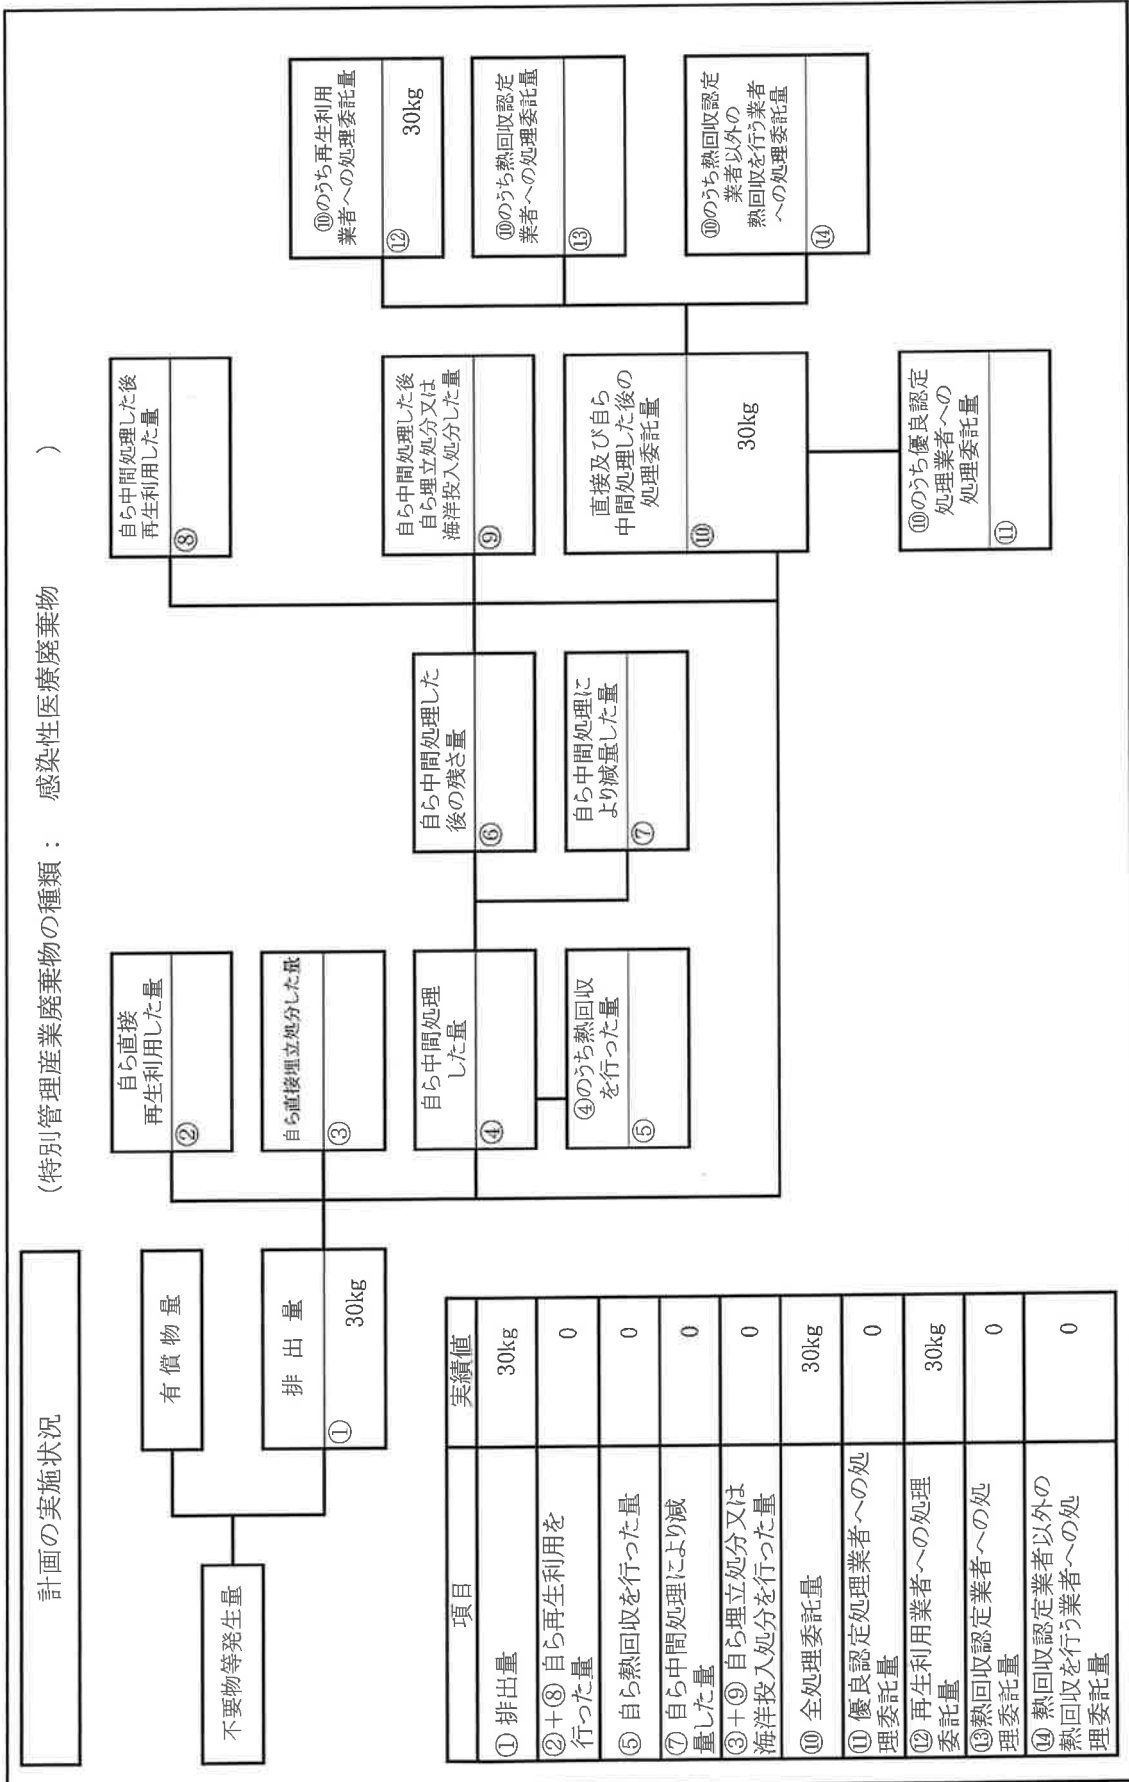 計画の実施状況
(特別管理産業廃棄物の種類： 感染性医療廃棄物 )
不要物等発生量
有償物量
排出量
① 30kg
自ら直接
再生利用した量
②
自ら直接埋立処分した量
③
自ら中間処理
した量
④
④のうち熱回収
を行った量
⑤
自ら中間処理した
後の残さ量
⑥
自ら中間処理に
より減量した量
⑦
自ら中間処理した後
再生利用した量
⑧
自ら中間処理した後
自ら埋立処分又は
海洋投入処分した量
⑨
直接及び自ら
中間処理した後の
処理委託量
⑩ 30kg
⑩のうち優良認定
処理業者への
処理委託量
⑪
⑩のうち再生利用
業者への処理委託量
⑫ 30kg
⑩のうち熱回収認定
業者への処理委託量
⑬
⑩のうち熱回収認定
業者以外の
熱回収を行う業者
への処理委託量
⑭
項目 実績値
①排出量 30kg
②+⑧ 自ら再生利用を
行った量 0
⑤ 自ら熱回収を行った量 0
⑦ 自ら中間処理により減
量した量 0
③+⑨ 自ら埋立処分又は
海洋投入処分を行った量 0
⑩ 全処理委託量 30kg
⑪ 優良認定処理業者への処
理委託量 0
⑫ 再生利用業者への処理
委託量 30kg
⑬熱回収認定業者への処
理委託量 0
⑭ 熱回収認定業者以外の
熱回収を行う業者への処
理委託量 0